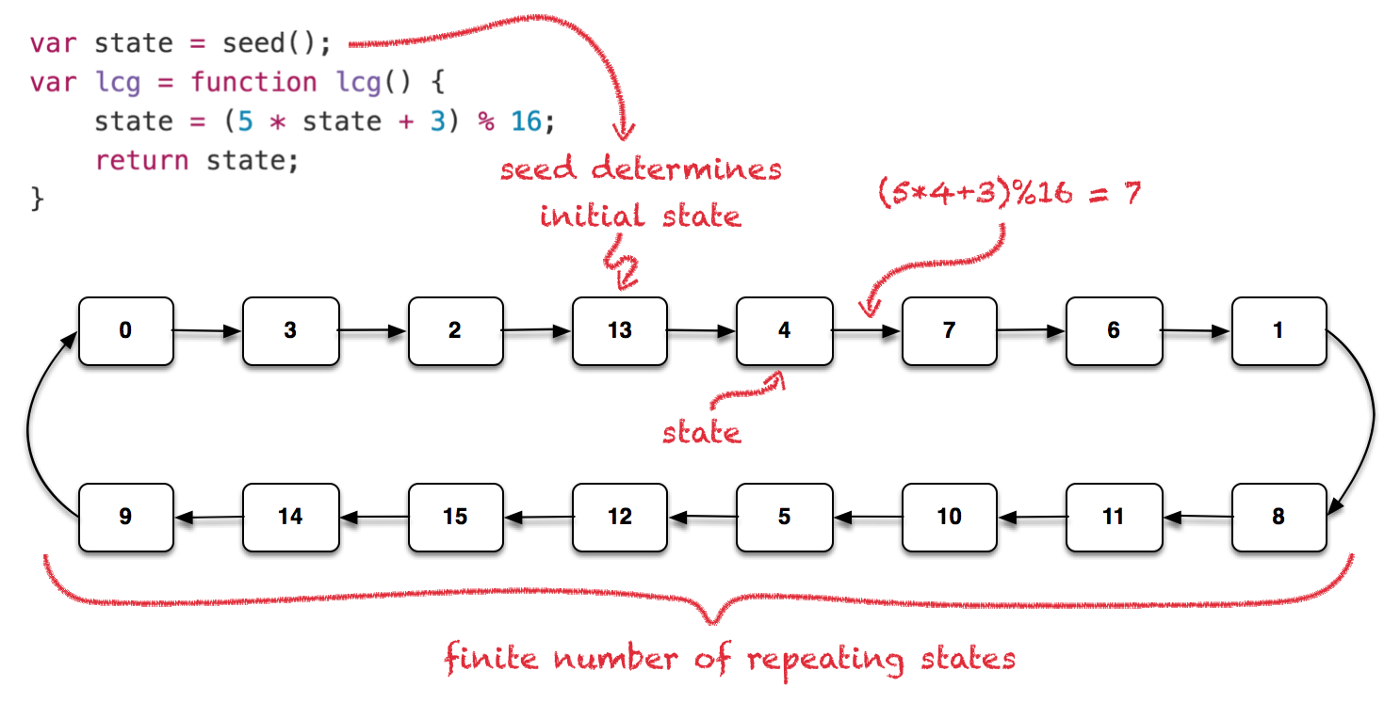 var state = seed();
var lcg = function lcg() {
    state = (5 * state + 3) % 16;
    return state;
}
seed determines
initial state
(5*4+3)%16 = 7
0 3 2 13 4 7 6 1
state
9 14 15 12 5 10 11 8
finite number of repeating states